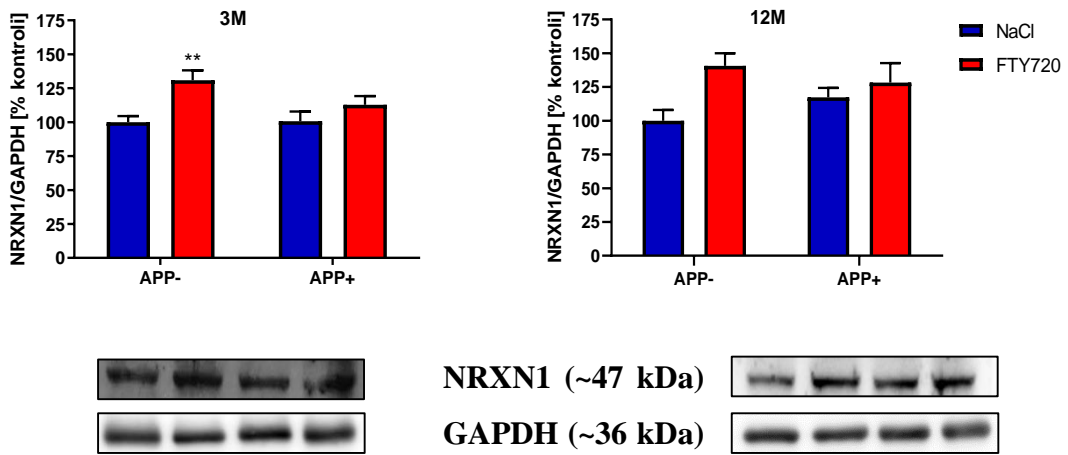 3M
NRXN1/GAPDH [% kontroli]
175
150
125
100
75
50
25
0
**
APP-
APP+
12M
NRXN1/GAPDH [% kontroli]
175
150
125
100
75
50
25
0
APP-
APP+
NaCl
FTY720
NRXN1 (~47 kDa)
GAPDH (~36 kDa)